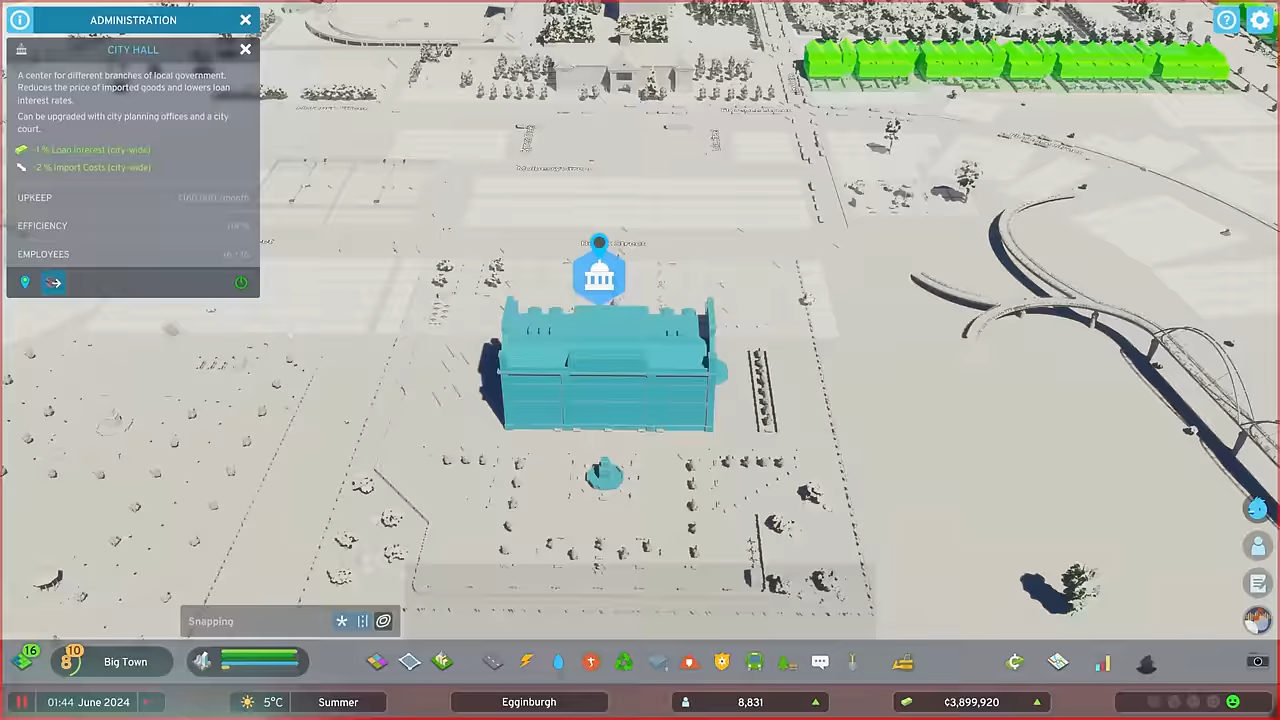 ADMINISTRATION
CITY HALL
A center for different branches of local government.
Reduces the price of imported goods and lowers loan
interest rates.
Can be upgraded with city planning offices and a city
court.
-1 % Loan Interest (city-wide)
-2 % Import Costs (city-wide)
UPKEEP
¢160,000 /month
EFFICIENCY
EMPLOYEES
Snapping
16
10
Big Town
01:44 June 2024
5°C
Summer
Egginburgh
8,831
¢3,899,920